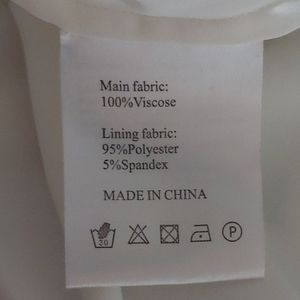 Main fabric:
100%Viscose
Lining fabric:
95%Polyester
5%Spandex
MADE IN CHINA
30
P